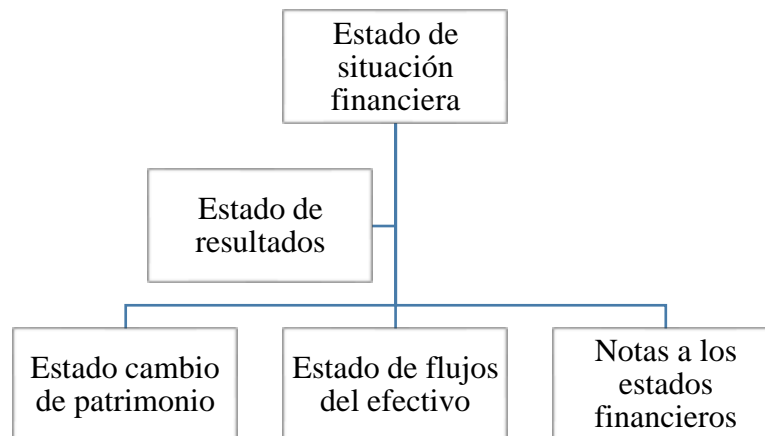 Estado de
situación
financiera
Estado de
resultados
Estado cambio
de patrimonio
Estado de flujos
del efectivo
Notas a los
estados
financieros